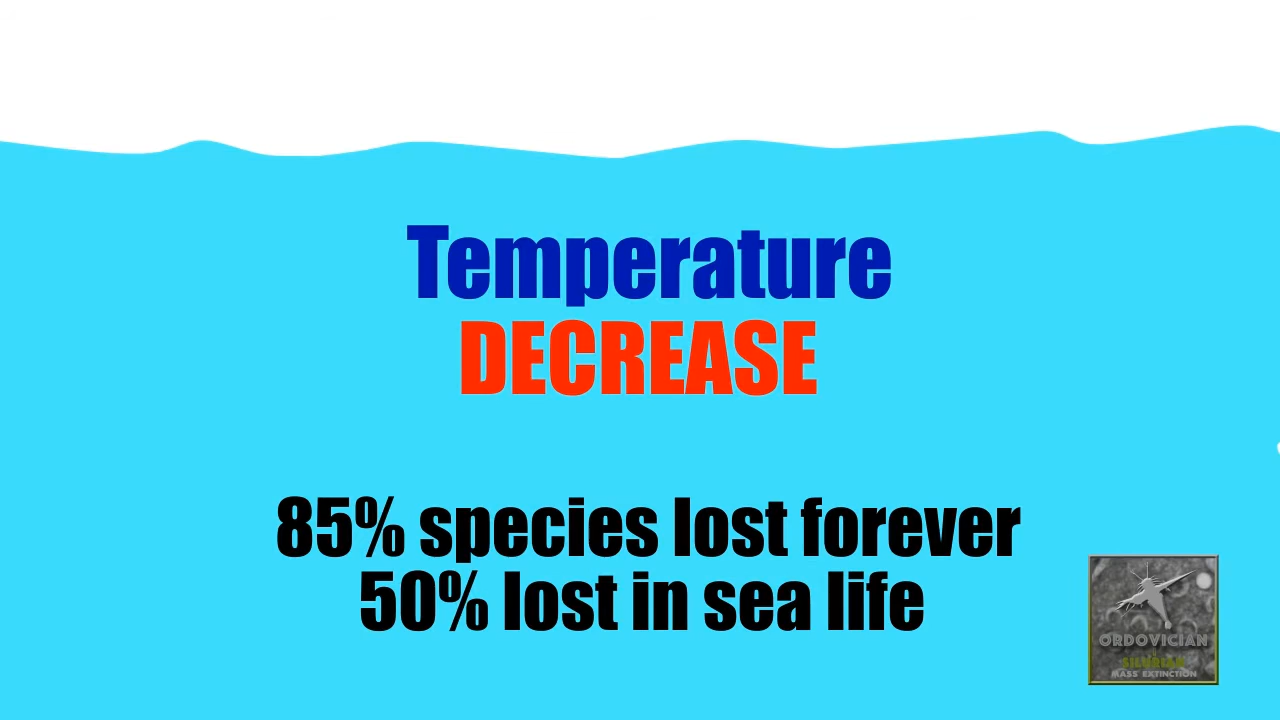 Temperature
DECREASE
85% species lost forever
50% lost in sea life
ORDOVICIAN
SILURIAN
MASS EXTINCTION